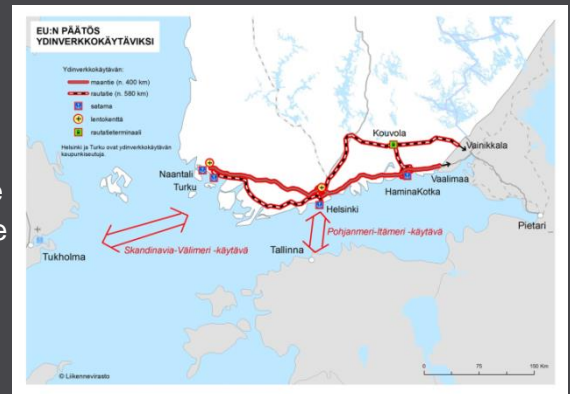 EU:N PÄÄTÖS
YDINVERKKOKÄYTÄVIKSI
Ydinverkkokäytävän:
maantie (n. 400 km)
rautatie (n. 580 km)
satama
lentokenttä
rautatieterminaali
Helsinki ja Turku ovat ydinverkkokäytävän
kaupunkiseutuja.
Kouvola
Vainikkala
Vaalimaa
HaminaKotka
Naantali
Turku
Helsinki
Pietari
Pohjanmeri-Itämeri -käytävä
Skandinavia-Välimeri -käytävä
Tallinna
Tukholma
e
e
© Liikennevirasto
0 75 150 Km